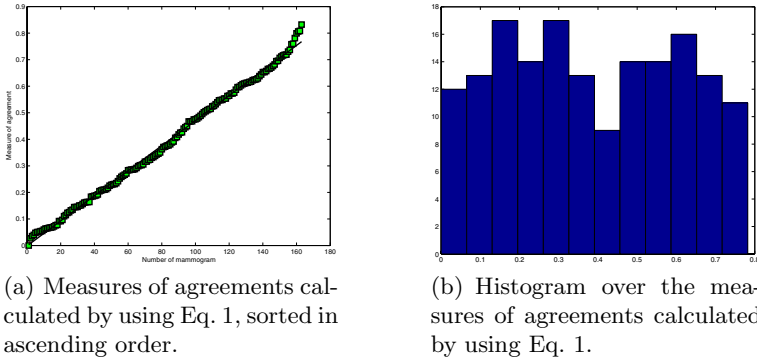 0.9
0.8
0.7
0.6
0.5
0.4
0.3
0.2
0.1
0
Measure of agreement
0 20 40 60 80 100 120 140 160 180
Number of mammogram
(a) Measures of agreements cal-
culated by using Eq. 1, sorted in
ascending order.
18
16
14
12
10
8
6
4
2
0
0 0.1 0.2 0.3 0.4 0.5 0.6 0.7 0.8
(b) Histogram over the mea-
sures of agreements calculated
by using Eq. 1.